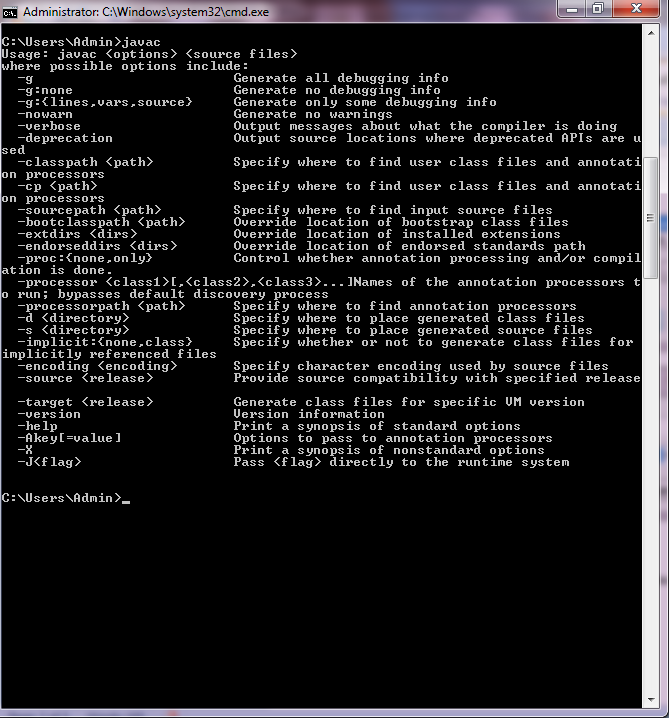 Administrator: C:\Windows\system32\cmd.exe
C:\Users\Admin>javac
Usage: javac <options> <source files>
where possible options include:
  -g                         Generate all debugging info
  -g:none                    Generate no debugging info
  -g:{lines,vars,source}     Generate only some debugging info
  -nowarn                    Generate no warnings
  -verbose                   Output messages about what the compiler is doing
  -deprecation               Output source locations where deprecated APIs are u
sed
  -classpath <path>          Specify where to find user class files and annotati
on processors
  -cp <path>                 Specify where to find user class files and annotati
on processors
  -sourcepath <path>         Specify where to find input source files
  -bootclasspath <path>      Override location of bootstrap class files
  -extdirs <dirs>            Override location of installed extensions
  -endorseddirs <dirs>       Override location of endorsed standards path
  -proc:{none,only}          Control whether annotation processing and/or compil
ation is done.
  -processor <class1>[,<class2>,<class3>...]Names of the annotation processors t
o run; bypasses default discovery process
  -processorpath <path>      Specify where to find annotation processors
  -d <directory>             Specify where to place generated class files
  -s <directory>             Specify where to place generated source files
  -implicit:{none,class}     Specify whether or not to generate class files for
implicitly referenced files
  -encoding <encoding>       Specify character encoding used by source files
  -source <release>          Provide source compatibility with specified release
  -target <release>          Generate class files for specific VM version
  -version                   Version information
  -help                      Print a synopsis of standard options
  -Akey[=value]              Options to pass to annotation processors
  -X                         Print a synopsis of nonstandard options
  -J<flag>                   Pass <flag> directly to the runtime system
C:\Users\Admin>_